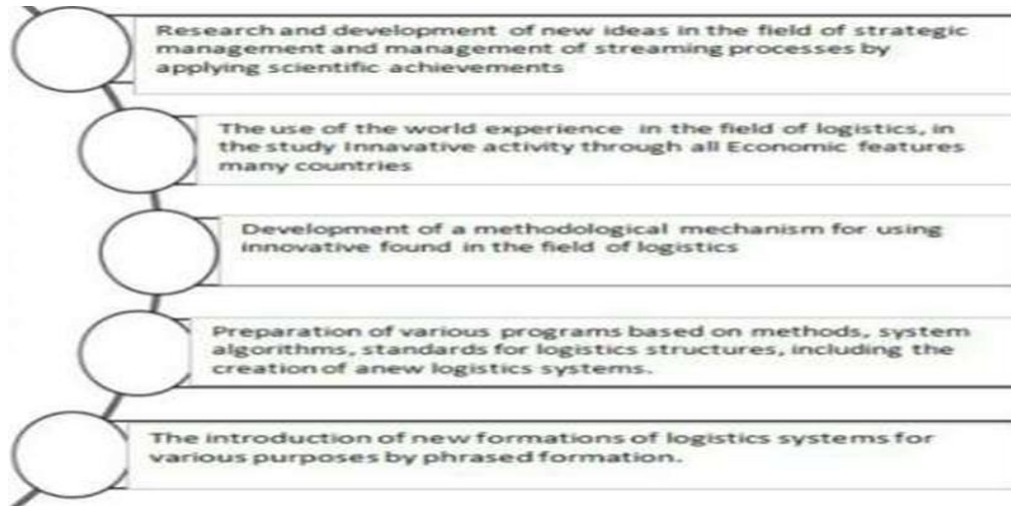 Research and development of new ideas in the field of strategic
management and management of streaming processes by
applying scientific achievements
The use of the world experience in the field of logistics, in
the study Innavative activity through all Economic features
many countries
Development of a methodological mechanism for using
innovative found in the field of logistics
Preparation of various programs based on methods, system
algorithms, standards for logistics structures, including the
creation of anew logistics systems.
The introduction of new formations of logistics systems for
various purposes by phrased formation.